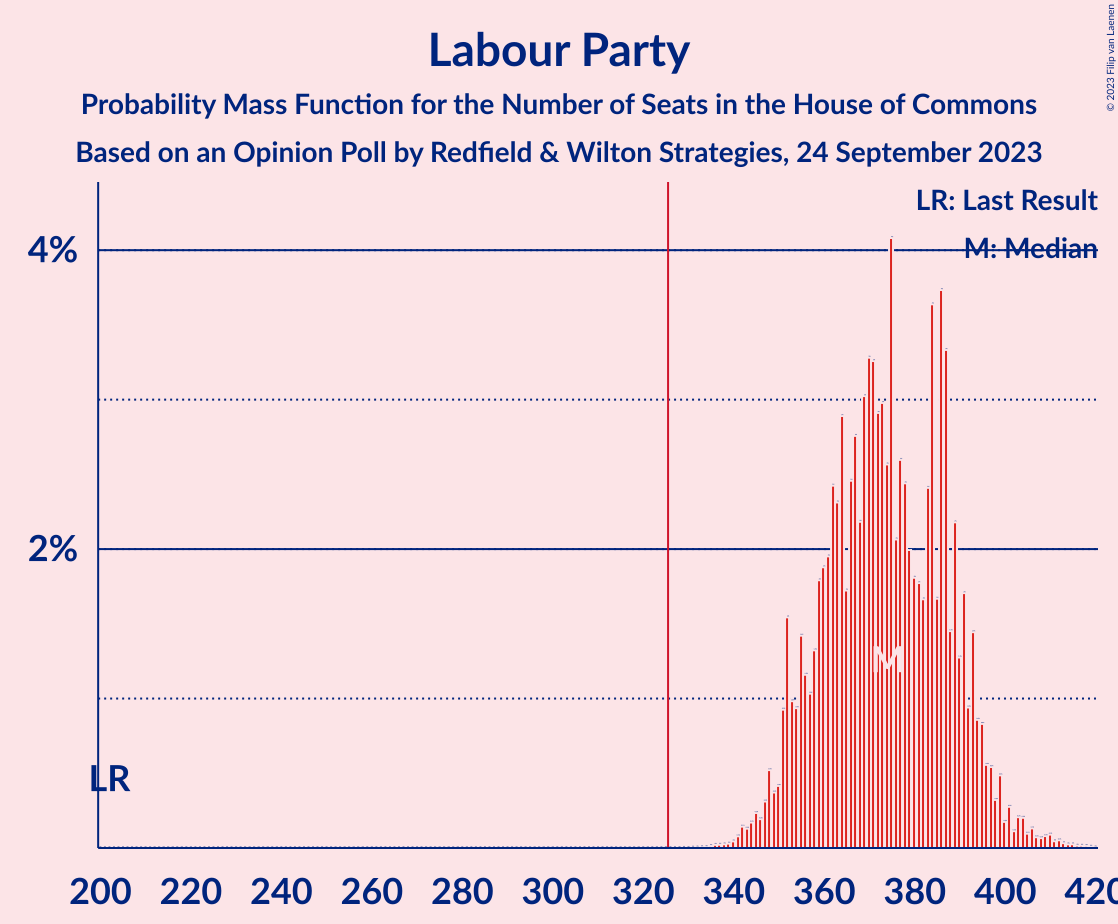 Labour Party
Probability Mass Function for the Number of Seats in the House of Commons
Based on an Opinion Poll by Redfield & Wilton Strategies, 24 September 2023
© 2023 Filip van Laenen
LR: Last Result
M: Median
4%
2%
M
LR
200 220 240 260 280 300 320 340 360 380 400 420